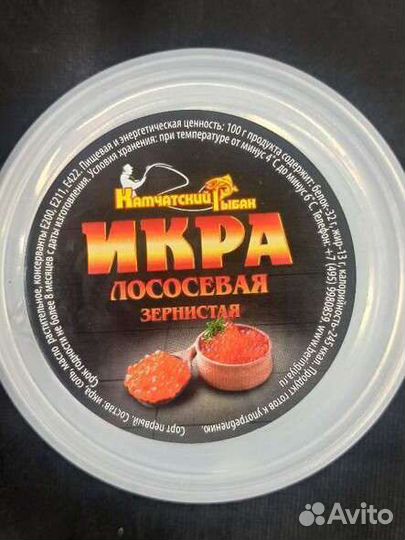 Камчатский Рыбак
ИКРА
ЛОСОСЕВАЯ
ЗЕРНИСТАЯ
Сорт первый. Состав: икра, соль, масло растительное, консерванты Е200, Е211, Е422. Пищевая и энергетическая ценность: 100 г продукта содержит: белок-32 г, жир-13 г, калорийность-245 ккал. Продукт готов к употреблению.
Срок годности не более 8 месяцев с даты изготовления. Условия хранения: при температуре от минус 4°С до минус 6°С. Телефон: +7 (495) 9980859,
Avito